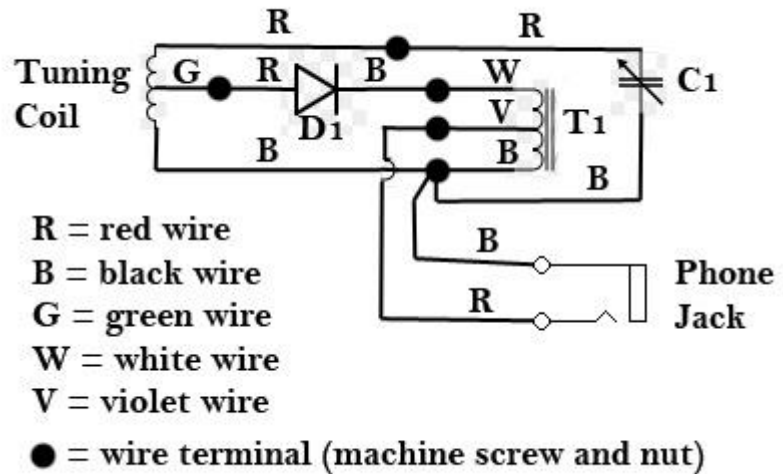 R
R
Tuning
Coil
G
R
B
W
C1
V
D1
T1
B
B
B
R = red wire
B = black wire
G = green wire
W = white wire
V = violet wire
B
R
Phone
Jack
● = wire terminal (machine screw and nut)